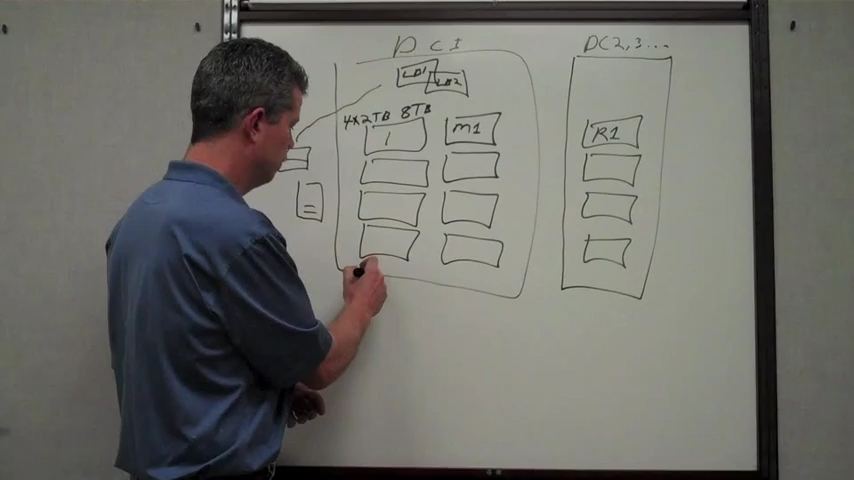 DC1
DC2,3...
LB1
LB2
4X2TB 8TB
1
M1
R1